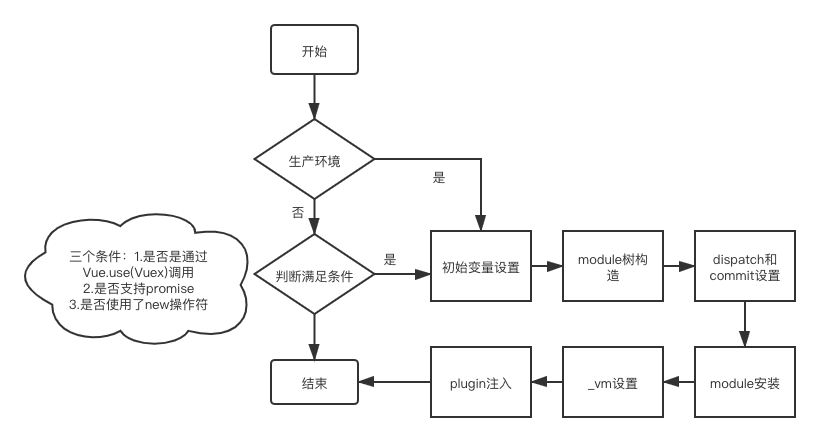 开始
生产环境
是
否
三个条件：1.是否是通过
Vue.use(Vuex)调用
2.是否支持promise
3.是否使用了new操作符
判断满足条件
是
初始变量设置
module树构
造
dispatch和
commit设置
结束
plugin注入
_vm设置
module安装